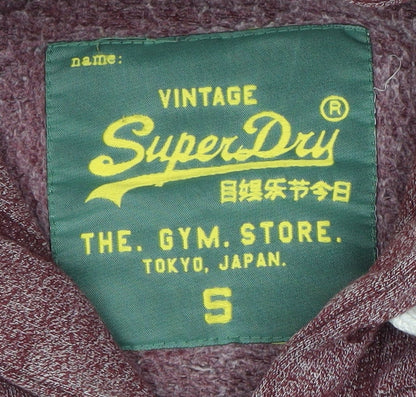 name:
VINTAGE
SuperDry ®
目娱乐节今日
THE. GYM. STORE.
TOKYO, JAPAN.
S